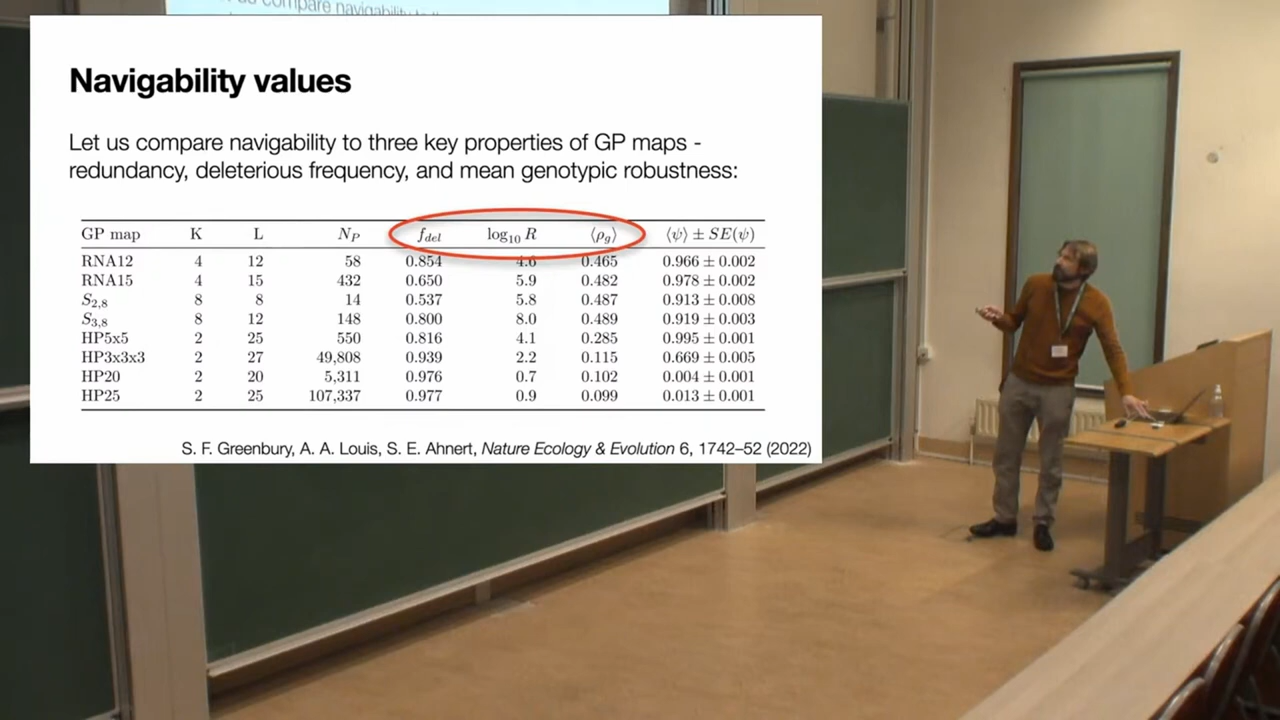 us compare navigability
Navigability values
Let us compare navigability to three key properties of GP maps -
redundancy, deleterious frequency, and mean genotypic robustness:
GP map K L N_P f_del log₁₀ R ⟨ρ_g⟩ ⟨ψ⟩ ± SE(ψ)
RNA12 4 12 58 0.854 4.6 0.465 0.966 ± 0.002
RNA15 4 15 432 0.650 5.9 0.482 0.978 ± 0.002
S_2,8 8 8 14 0.537 5.8 0.487 0.913 ± 0.008
S_3,8 8 12 148 0.800 8.0 0.489 0.919 ± 0.003
HP5x5 2 25 550 0.816 4.1 0.285 0.995 ± 0.001
HP3x3x3 2 27 49,808 0.939 2.2 0.115 0.669 ± 0.005
HP20 2 20 5,311 0.976 0.7 0.102 0.004 ± 0.001
HP25 2 25 107,337 0.977 0.9 0.099 0.013 ± 0.001
S. F. Greenbury, A. A. Louis, S. E. Ahnert, Nature Ecology & Evolution 6, 1742–52 (2022)